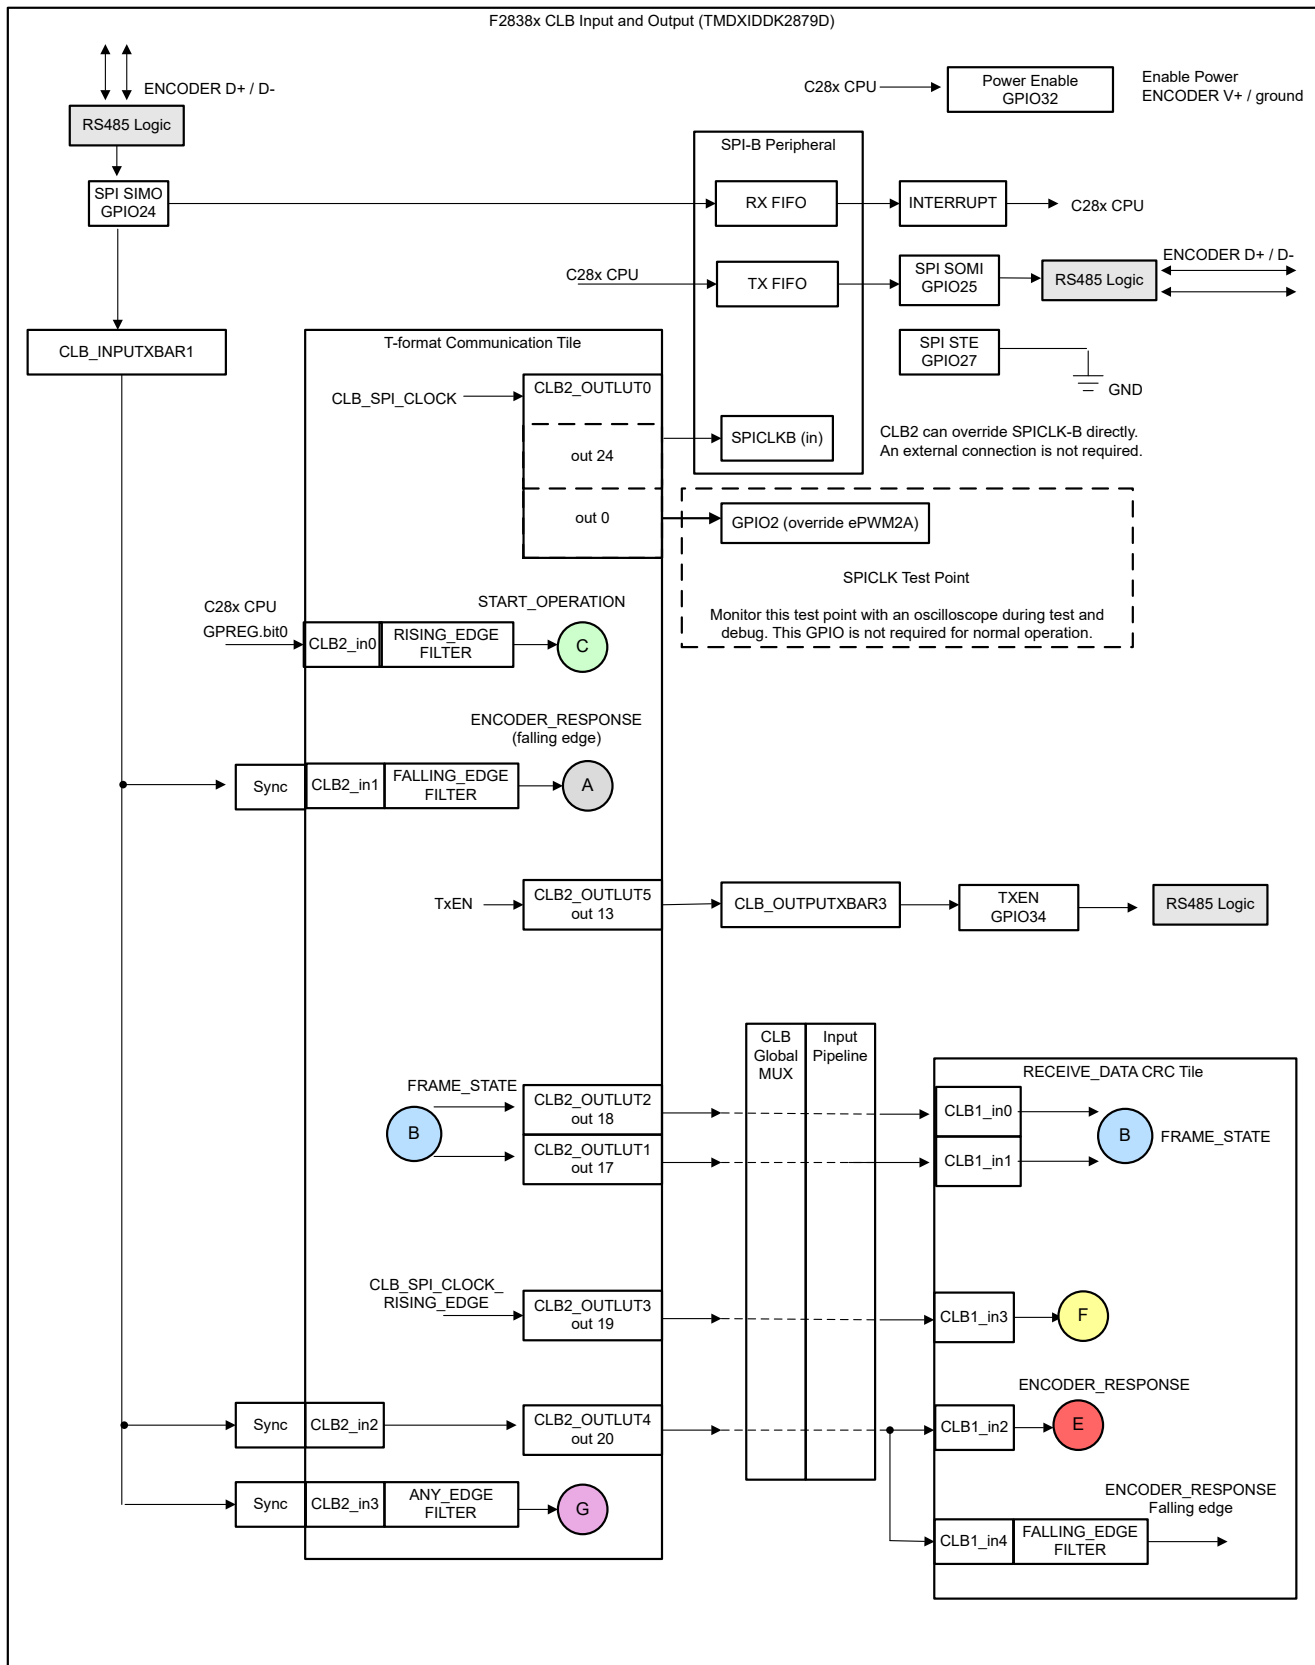 F2838x CLB Input and Output (TMDXIDDK2879D)
ENCODER D+ / D-
RS485 Logic
C28x CPU
Power Enable
GPIO32
Enable Power
ENCODER V+ / ground
SPI-B Peripheral
SPI SIMO
GPIO24
RX FIFO
INTERRUPT
C28x CPU
C28x CPU
TX FIFO
SPI SOMI
GPIO25
RS485 Logic
ENCODER D+ / D-
CLB_INPUTXBAR1
T-format Communication Tile
SPI STE
GPIO27
GND
CLB_SPI_CLOCK
CLB2_OUTLUT0
out 24
out 0
SPICLKB (in)
CLB2 can override SPICLK-B directly.
An external connection is not required.
GPIO2 (override ePWM2A)
SPICLK Test Point
Monitor this test point with an oscilloscope during test and
debug. This GPIO is not required for normal operation.
C28x CPU
GPREG.bit0
CLB2_in0
RISING_EDGE
FILTER
START_OPERATION
C
ENCODER_RESPONSE
(falling edge)
Sync
CLB2_in1
FALLING_EDGE
FILTER
A
TxEN
CLB2_OUTLUT5
out 13
CLB_OUTPUTXBAR3
TXEN
GPIO34
RS485 Logic
CLB
Global
MUX
Input
Pipeline
RECEIVE_DATA CRC Tile
FRAME_STATE
B
CLB2_OUTLUT2
out 18
CLB2_OUTLUT1
out 17
CLB1_in0
CLB1_in1
B
FRAME_STATE
CLB_SPI_CLOCK_
RISING_EDGE
CLB2_OUTLUT3
out 19
CLB1_in3
F
ENCODER_RESPONSE
Sync
CLB2_in2
CLB2_OUTLUT4
out 20
CLB1_in2
E
Sync
CLB2_in3
ANY_EDGE
FILTER
G
ENCODER_RESPONSE
Falling edge
CLB1_in4
FALLING_EDGE
FILTER